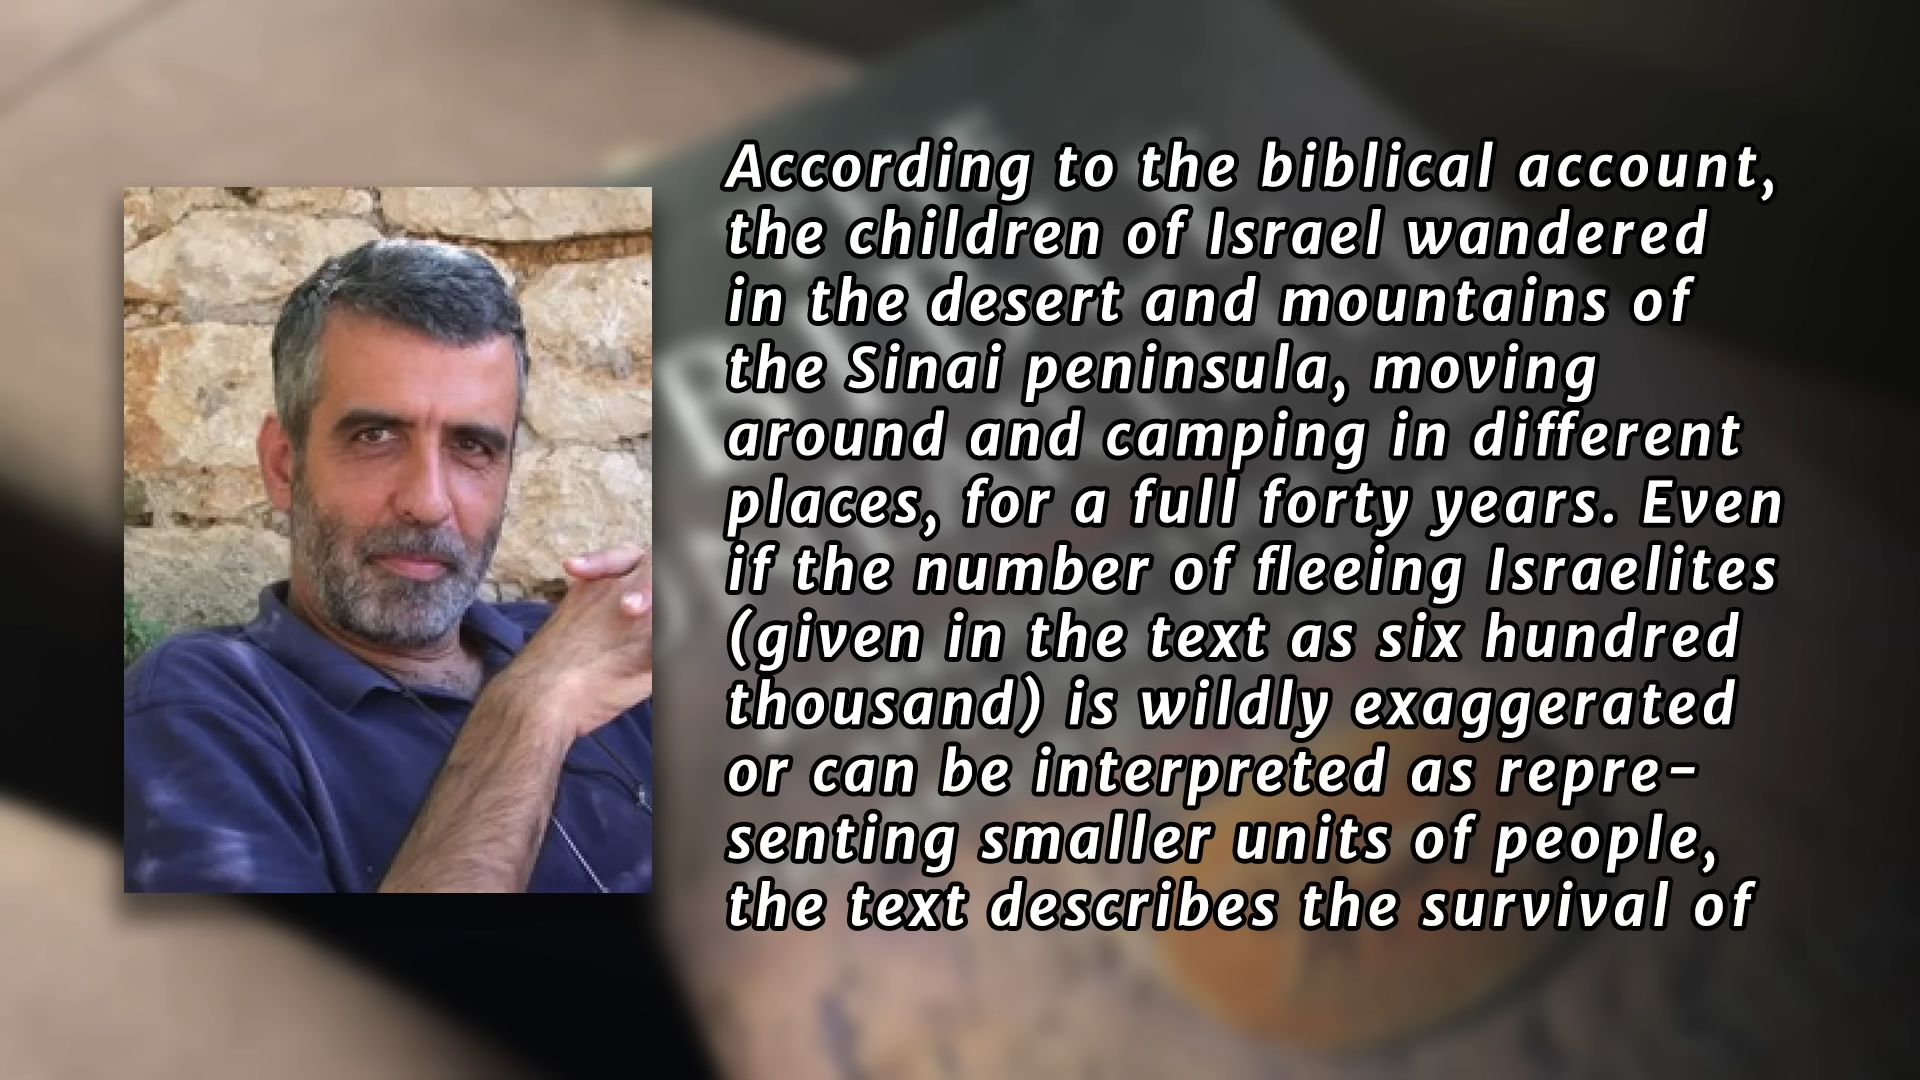 According to the biblical account,
the children of Israel wandered
in the desert and mountains of
the Sinai peninsula, moving
around and camping in different
places, for a full forty years. Even
if the number of fleeing Israelites
(given in the text as six hundred
thousand) is wildly exaggerated
or can be interpreted as repre-
senting smaller units of people,
the text describes the survival of